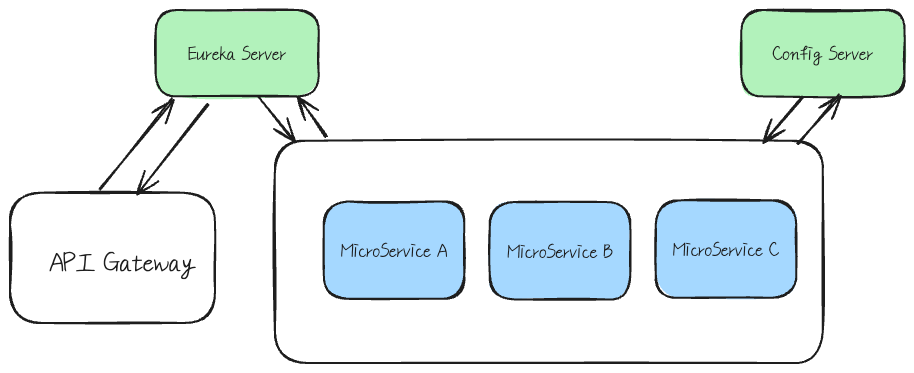 Eureka Server
Config Server
API Gateway
MicroService A
MicroService B
MicroService C